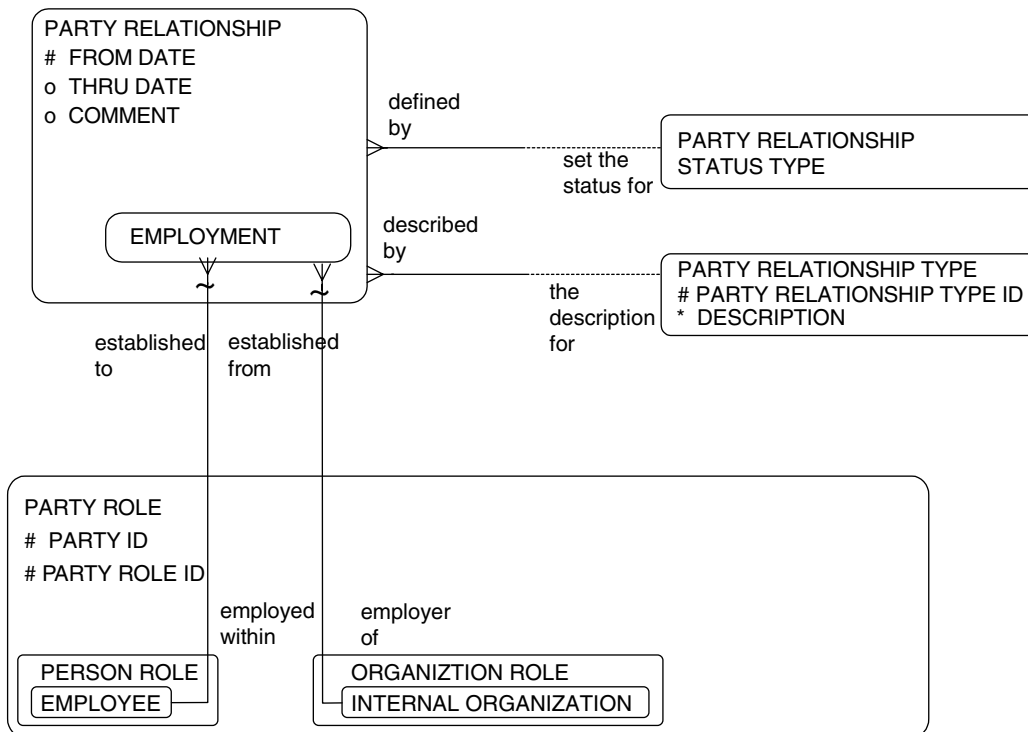 PARTY RELATIONSHIP
# FROM DATE
o THRU DATE
o COMMENT
EMPLOYMENT
defined
by
set the
status for
PARTY RELATIONSHIP
STATUS TYPE
described
by
the
description
for
PARTY RELATIONSHIP TYPE
# PARTY RELATIONSHIP TYPE ID
* DESCRIPTION
~
~
established
to
established
from
PARTY ROLE
# PARTY ID
# PARTY ROLE ID
employed
within
employer
of
PERSON ROLE
EMPLOYEE
ORGANIZTION ROLE
INTERNAL ORGANIZATION